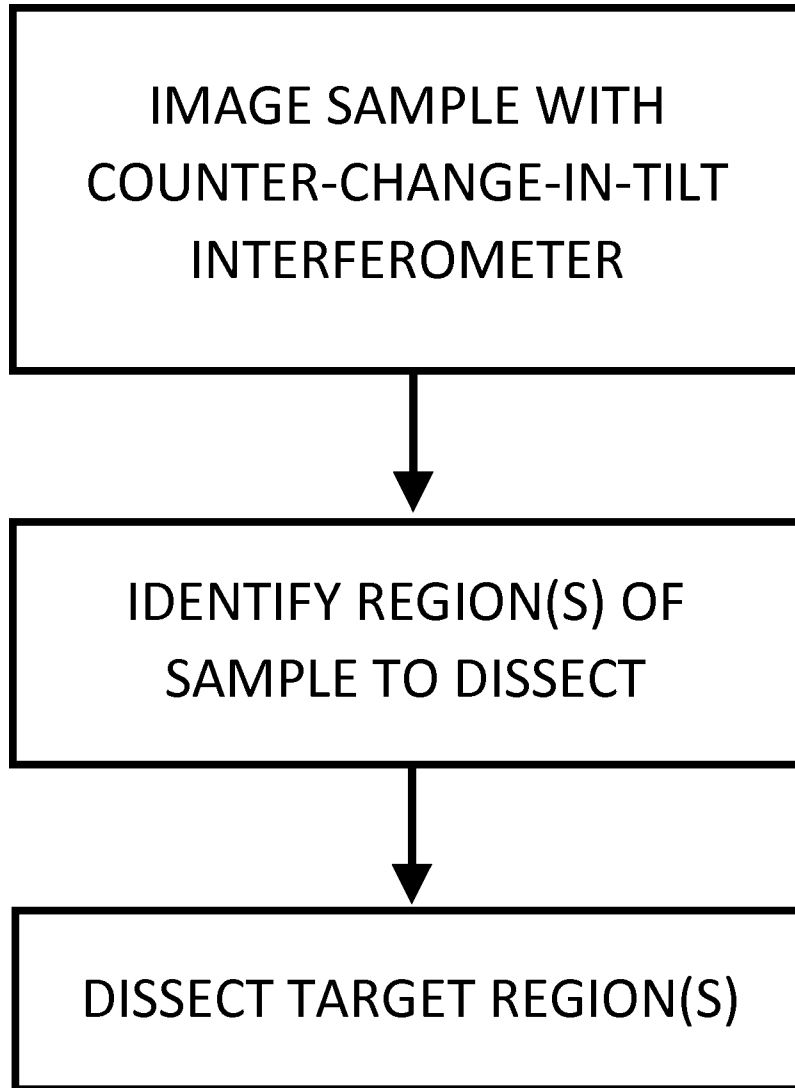 IMAGE SAMPLE WITH
COUNTER-CHANGE-IN-TILT
INTERFEROMETER
IDENTIFY REGION(S) OF
SAMPLE TO DISSECT
DISSECT TARGET REGION(S)